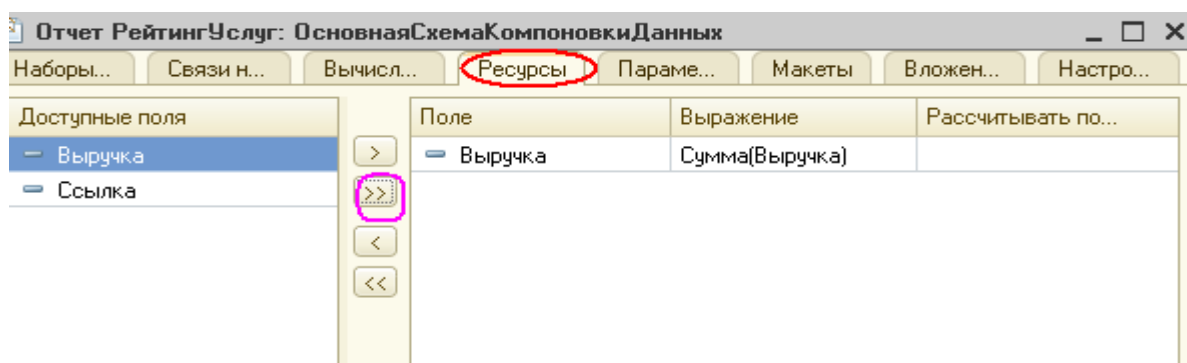 Отчет РейтингУслуг: ОсновнаяСхемаКомпоновкиДанных
Наборы... Связи н... Вычисл... Ресурсы Параме... Макеты Вложен... Настро...
Доступные поля Поле Выражение Рассчитывать по...
Выручка > Выручка Сумма(Выручка)
Ссылка >>
<
<<